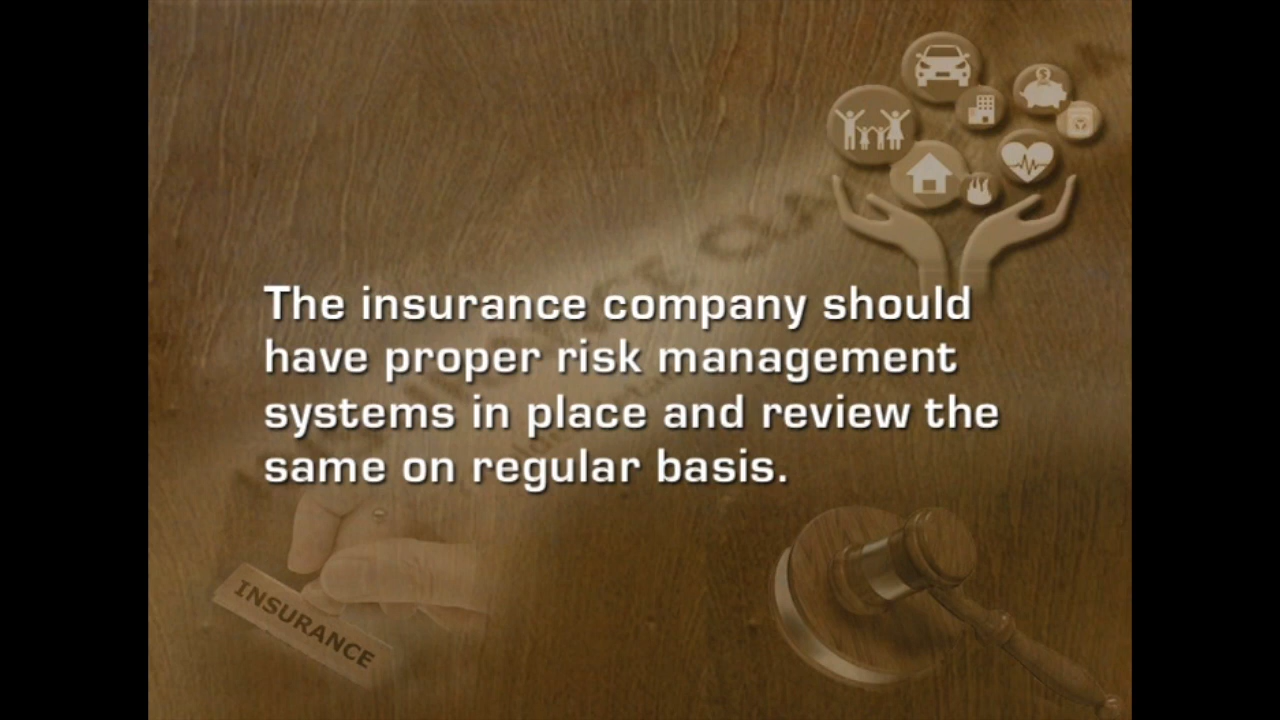 The insurance company should
have proper risk management
systems in place and review the
same on regular basis.
INSURANCE